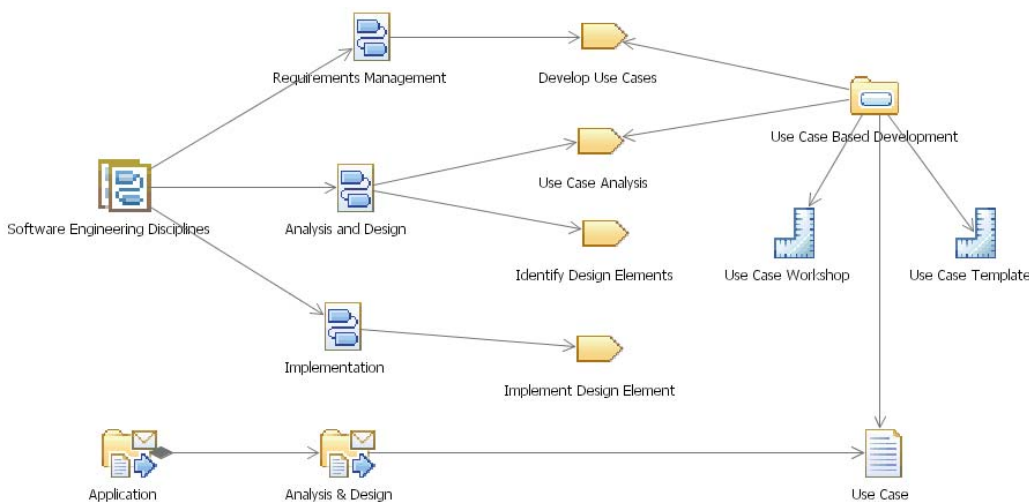 Requirements Management
Develop Use Cases
Use Case Based Development
Software Engineering Disciplines
Analysis and Design
Use Case Analysis
Identify Design Elements
Use Case Workshop
Use Case Template
Implementation
Implement Design Element
Application
Analysis & Design
Use Case